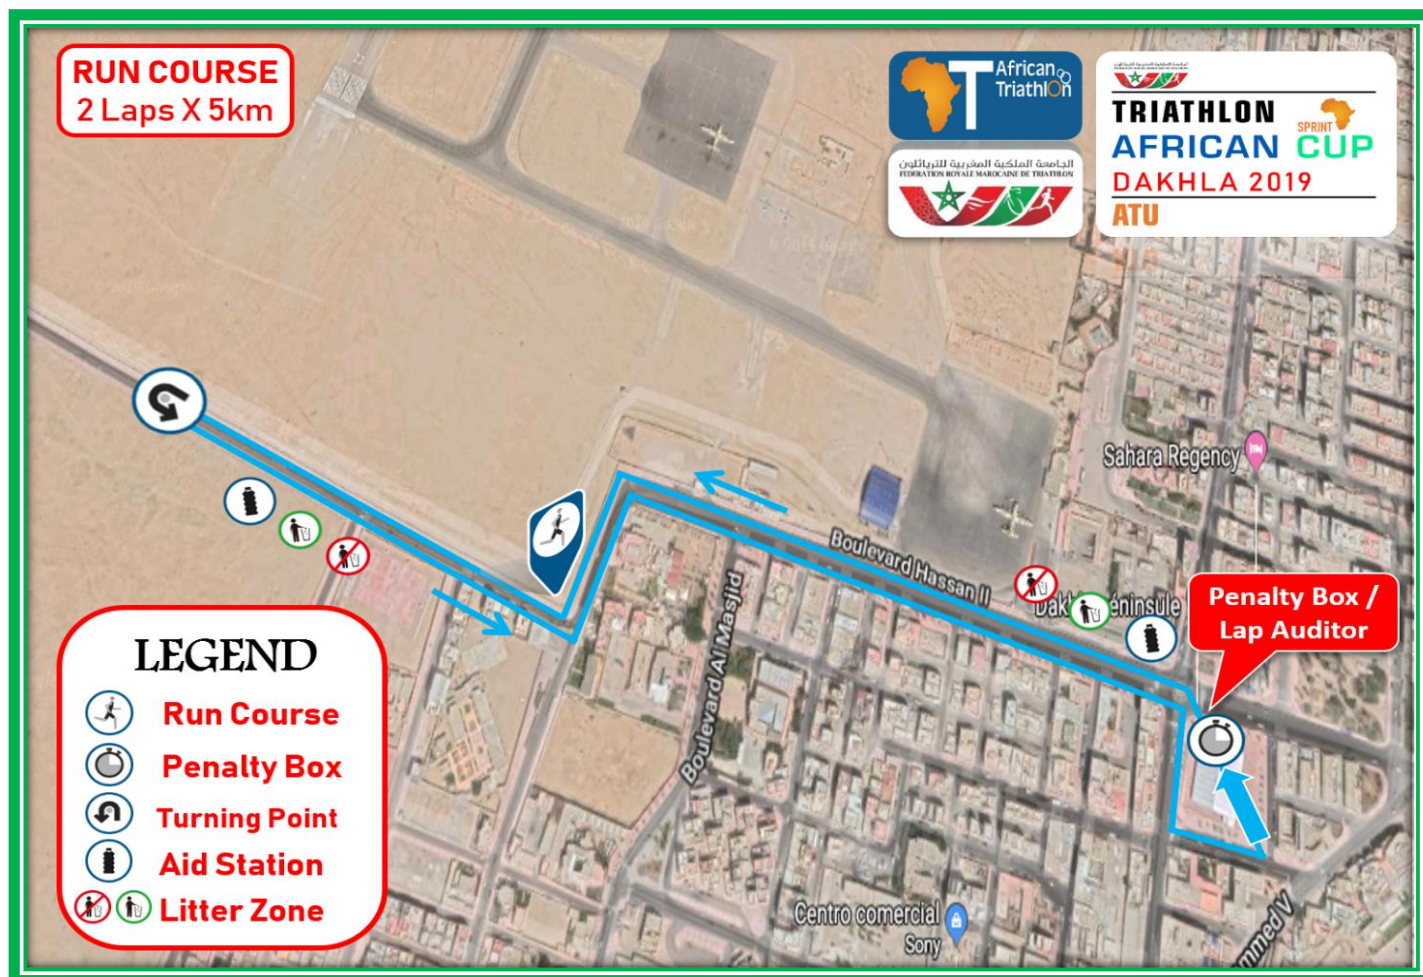 RUN COURSE
2 Laps X 5km
African
Triathlon
الجامعة الملكية المغربية للترياثلون
FEDERATION ROYALE MAROCAINE DE TRIATHLON
TRIATHLON
SPRINT
AFRICAN CUP
DAKHLA 2019
ATU
Sahara Regency
Boulevard Hassan II
Boulevard Al Masjid
Penalty Box /
Lap Auditor
LEGEND
Run Course
Penalty Box
Turning Point
Aid Station
Litter Zone
Centro comercial
Sony